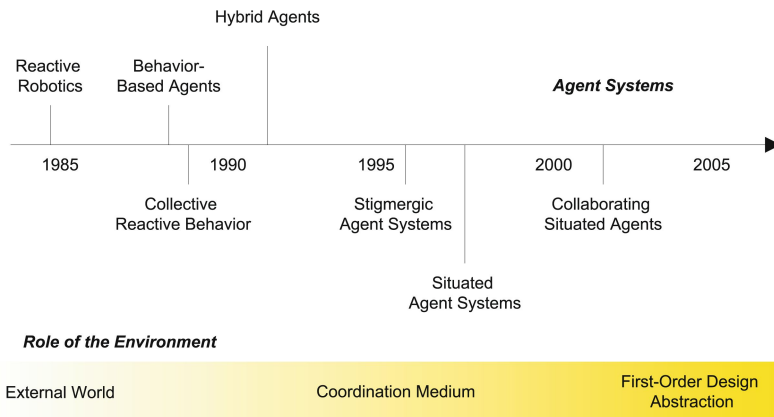 Hybrid Agents
Reactive
Robotics
Behavior-
Based Agents
Agent Systems
1985
1990
1995
2000
2005
Collective
Reactive Behavior
Stigmergic
Agent Systems
Collaborating
Situated Agents
Situated
Agent Systems
Role of the Environment
External World
Coordination Medium
First-Order Design
Abstraction